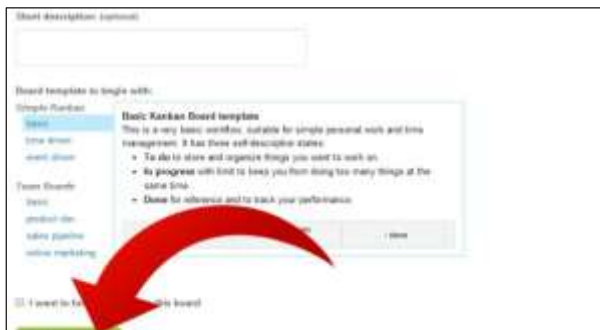 Short description: (optional)
Board template to begin with:
Simple Kanban
basic
time driven
event driven
Team Boards
basic
product dev
sales pipeline
online marketing
Basic Kanban Board template
This is a very basic workflow, suitable for simple personal work and time
management. It has three self-descriptive states:
• To do to store and organize things you want to work on.
• In progress with limit to keep you from doing too many things at the
same time.
• Done for reference and to track your performance.
done
I want to
this board